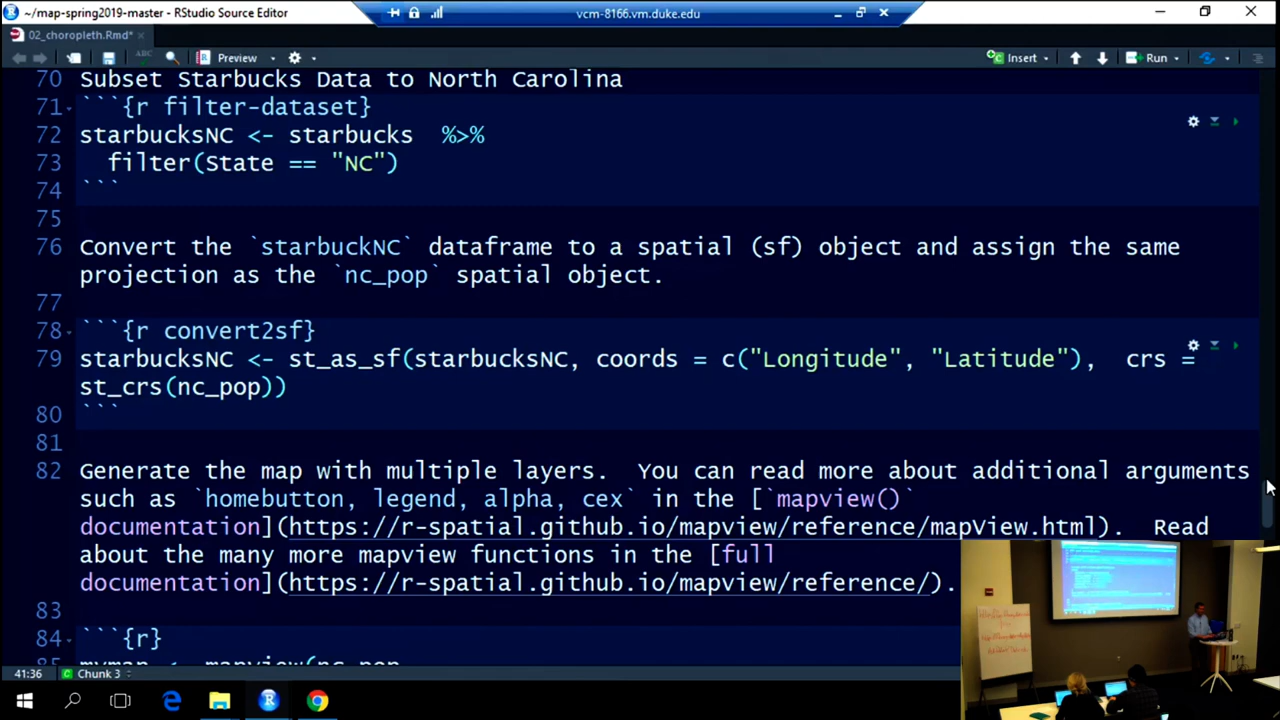 ~/map-spring2019-master - RStudio Source Editor
vcm-8166.vm.duke.edu
02_choropleth.Rmd*
ABC
Preview
Insert
Run
70 Subset Starbucks Data to North Carolina
71 ```{r filter-dataset}
72 starbucksNC <- starbucks  %>%
73   filter(State == "NC")
74 ```
75
76 Convert the `starbuckNC` dataframe to a spatial (sf) object and assign the same
projection as the `nc_pop` spatial object.
77
78 ```{r convert2sf}
79 starbucksNC <- st_as_sf(starbucksNC, coords = c("Longitude", "Latitude"),  crs =
st_crs(nc_pop))
80 ```
81
82 Generate the map with multiple layers.  You can read more about additional arguments
such as `homebutton, legend, alpha, cex` in the [`mapview()`
documentation](https://r-spatial.github.io/mapview/reference/mapView.html).  Read
about the many more mapview functions in the [full
documentation](https://r-spatial.github.io/mapview/reference/).
83
84 ```{r}
85 mymap <- mapview(nc_pop,
41:36
Chunk 3